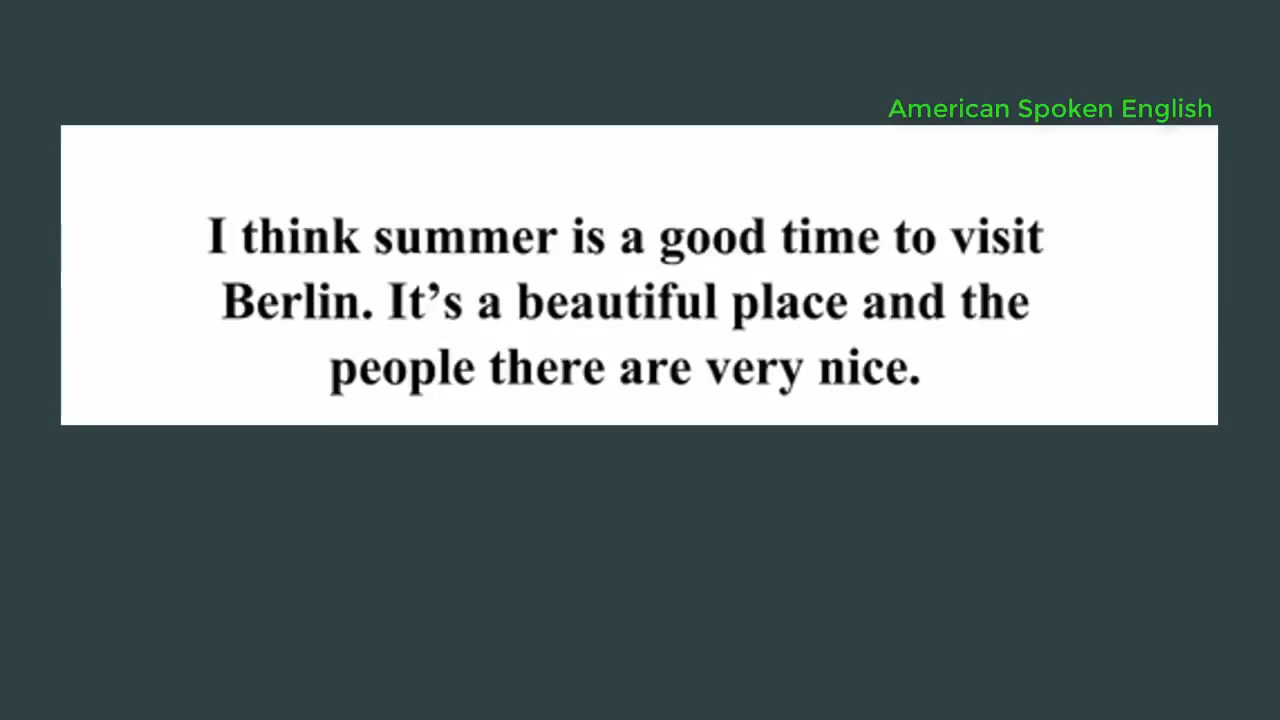 American Spoken English
I think summer is a good time to visit
Berlin. It’s a beautiful place and the
people there are very nice.